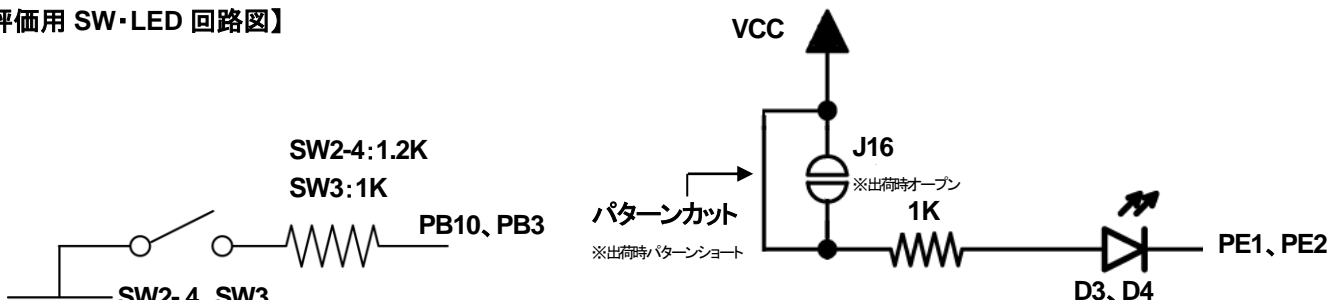 価用 SW・LED 回路図】
SW2-4:1.2K
SW3:1K
PB10、PB3
SW2-4、SW3
VCC
J16
※出荷時オープン
パターンカット
※出荷時パターンショート
1K
PE1、PE2
D3、D4